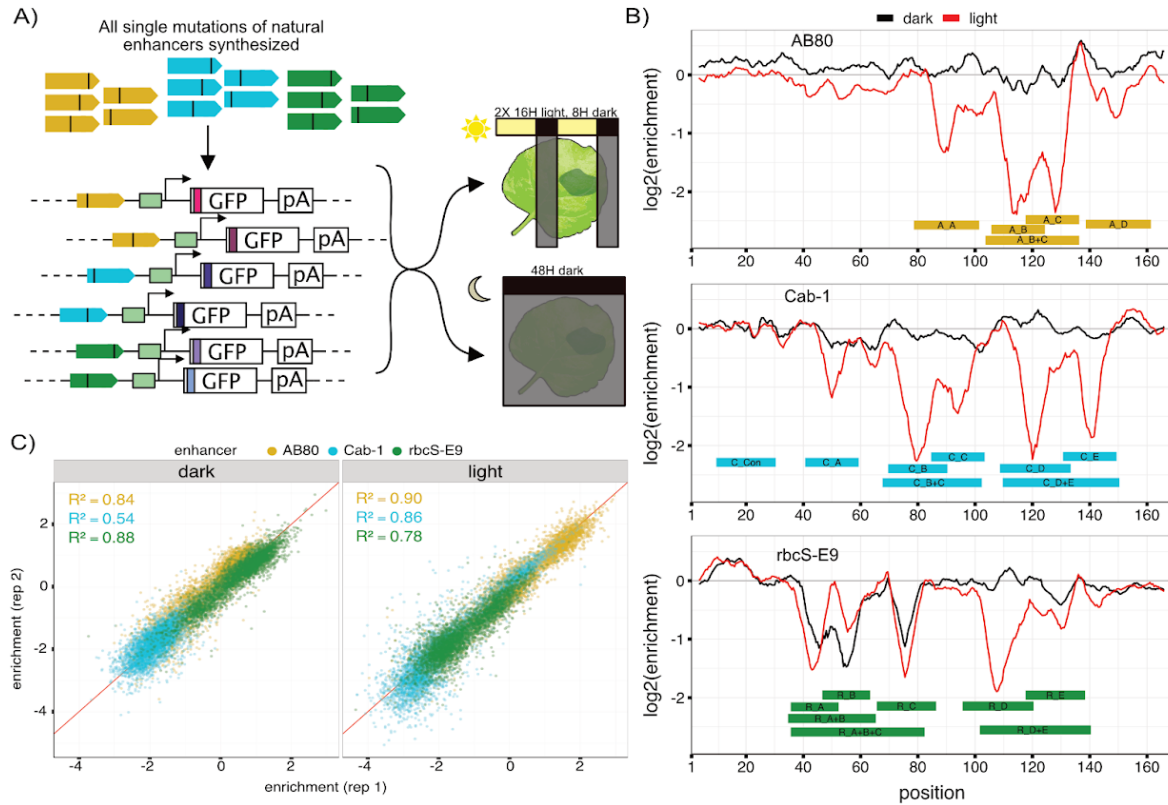 A)
All single mutations of natural
enhancers synthesized
2X 16H light, 8H dark
GFP pA
GFP pA
GFP pA
GFP pA
GFP pA
GFP pA
48H dark
B)
dark light
AB80
log2(enrichment)
0
-1
-2
A_A
A_B
A_C
A_B+C
A_D
1 20 40 60 80 100 120 140 160
Cab-1
log2(enrichment)
0
-1
-2
C_Con
C_A
C_B
C_C
C_B+C
C_D
C_E
C_D+E
1 20 40 60 80 100 120 140 160
rbcS-E9
log2(enrichment)
0
-1
-2
R_B
R_A
R_C
R_A+B
R_A+B+C
R_D
R_E
R_D+E
1 20 40 60 80 100 120 140 160
position
C)
enhancer AB80 Cab-1 rbcS-E9
dark
light
R² = 0.84
R² = 0.54
R² = 0.88
R² = 0.90
R² = 0.86
R² = 0.78
enrichment (rep 2)
2
0
-2
-4
-4 -2 0 2
-4 -2 0 2
enrichment (rep 1)